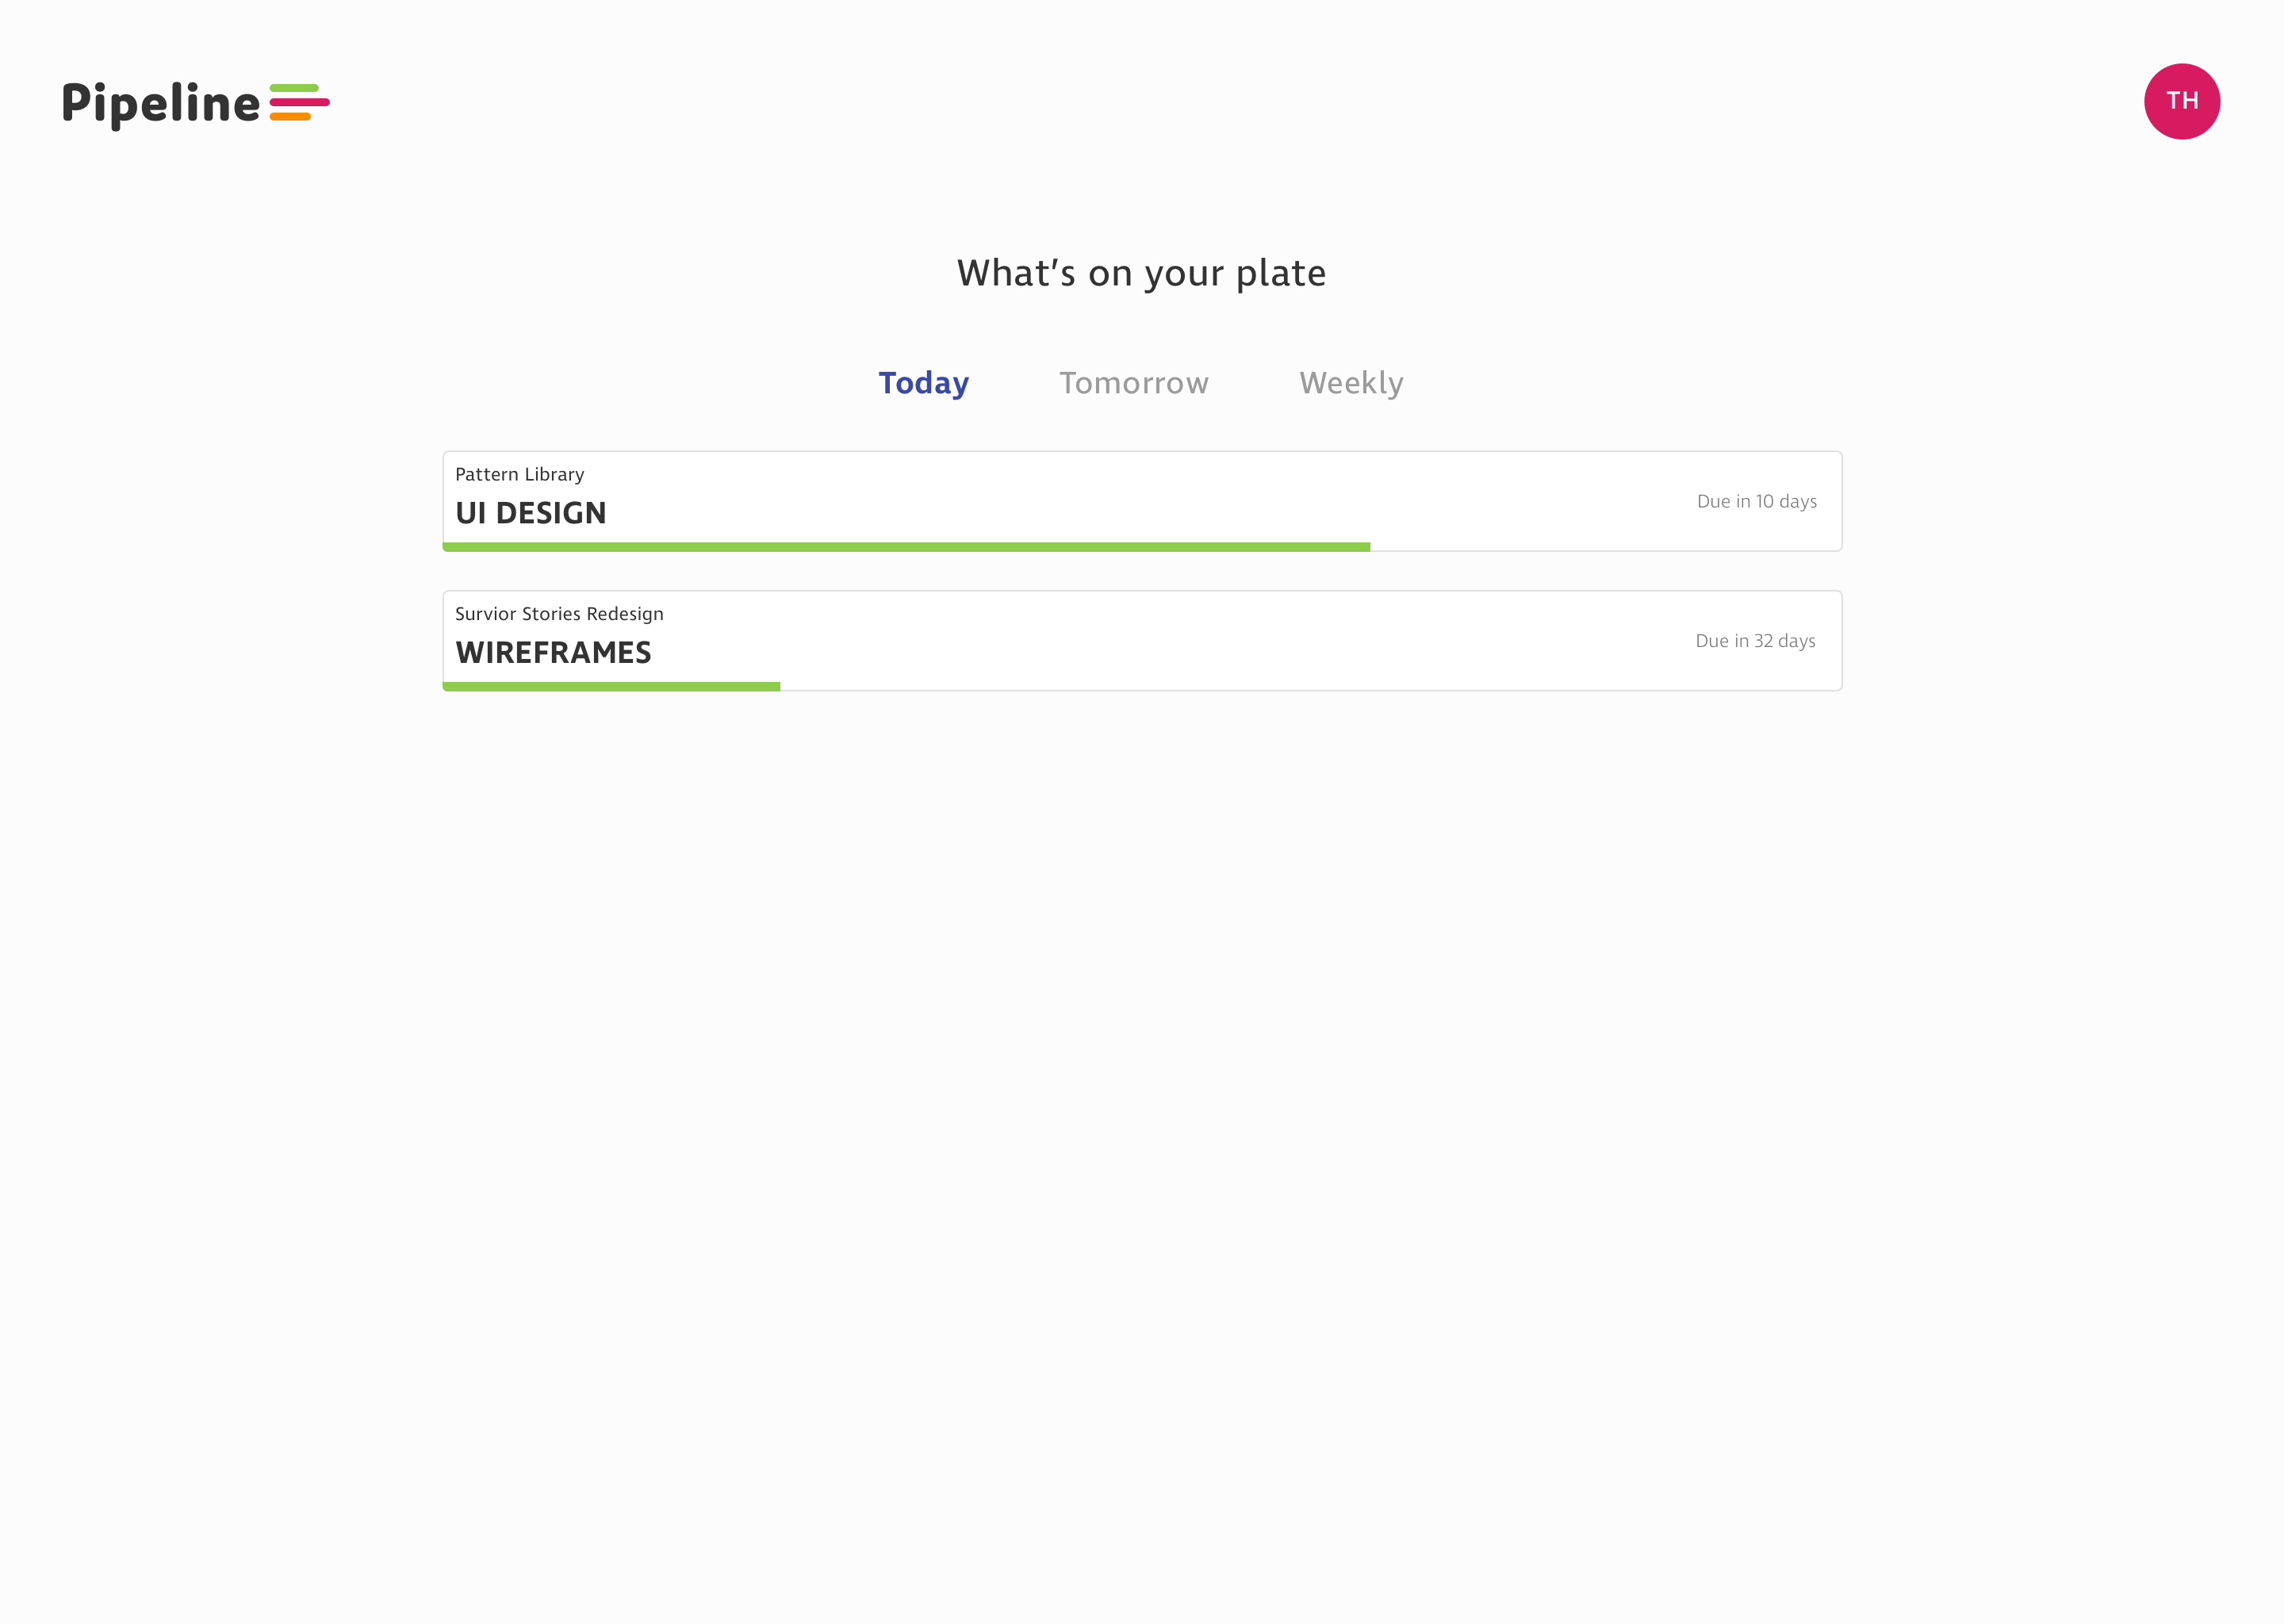 Pipeline
TH
What's on your plate
Today Tomorrow Weekly
Pattern Library
UI DESIGN
Due in 10 days
Survior Stories Redesign
WIREFRAMES
Due in 32 days